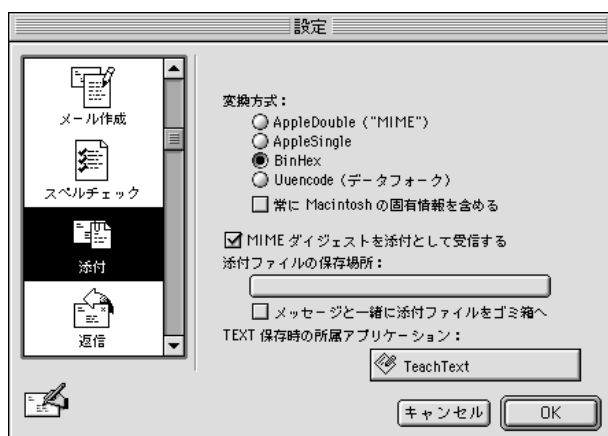 設定
メール作成
スペルチェック
添付
返信
変換方式：
AppleDouble ("MIME")
AppleSingle
BinHex
Uuencode (データフォーク)
常に Macintosh の固有情報を含める
MIME ダイジェストを添付として受信する
添付ファイルの保存場所：
メッセージと一緒に添付ファイルをゴミ箱へ
TEXT 保存時の所属アプリケーション：
TeachText
キャンセル
OK